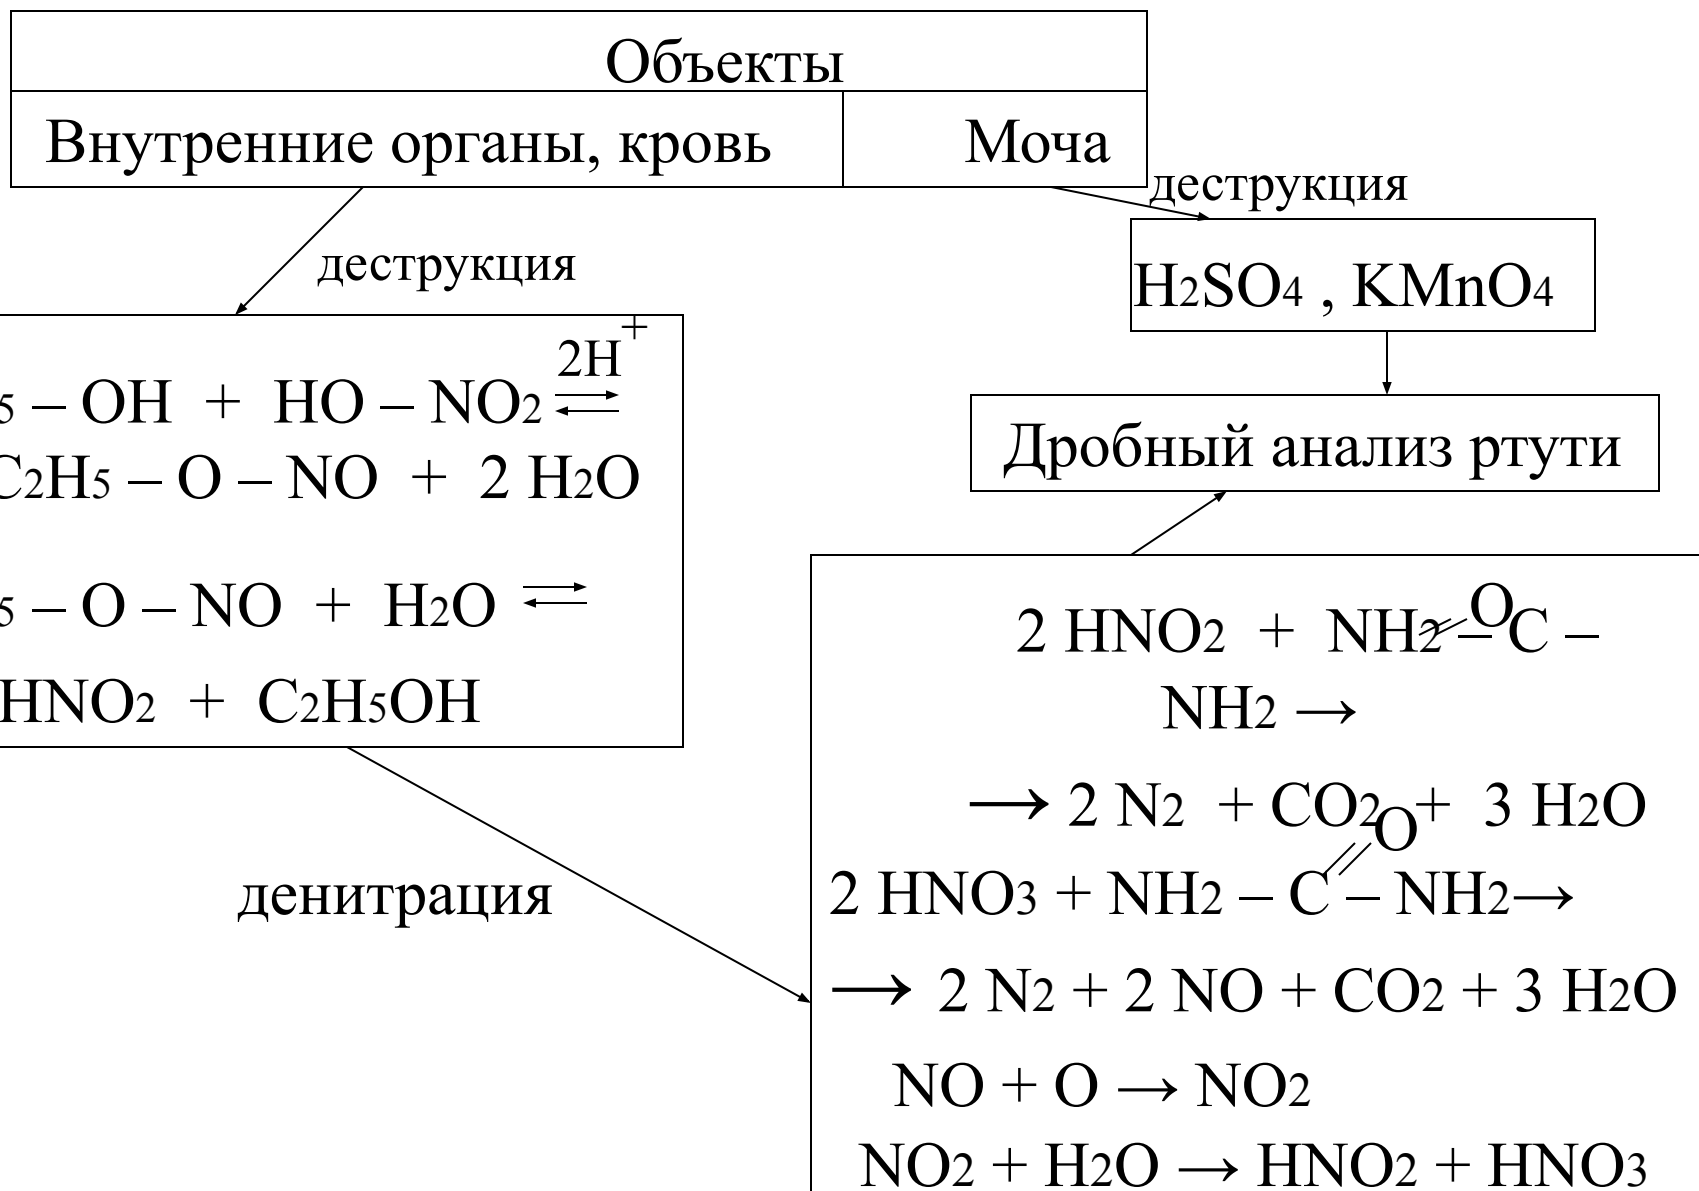 Объекты
Внутренние органы, кровь
Моча
деструкция
H2SO4 , KMnO4
деструкция
2H+
5 – OH + HO – NO2 ⇄
C2H5 – O – NO + 2 H2O
5 – O – NO + H2O ⇄
HNO2 + C2H5OH
Дробный анализ ртути
денитрация
O
2 HNO2 + NH2 – C –
NH2 →
→ 2 N2 + CO2 + 3 H2O
O
2 HNO3 + NH2 – C – NH2→
→ 2 N2 + 2 NO + CO2 + 3 H2O
NO + O → NO2
NO2 + H2O → HNO2 + HNO3